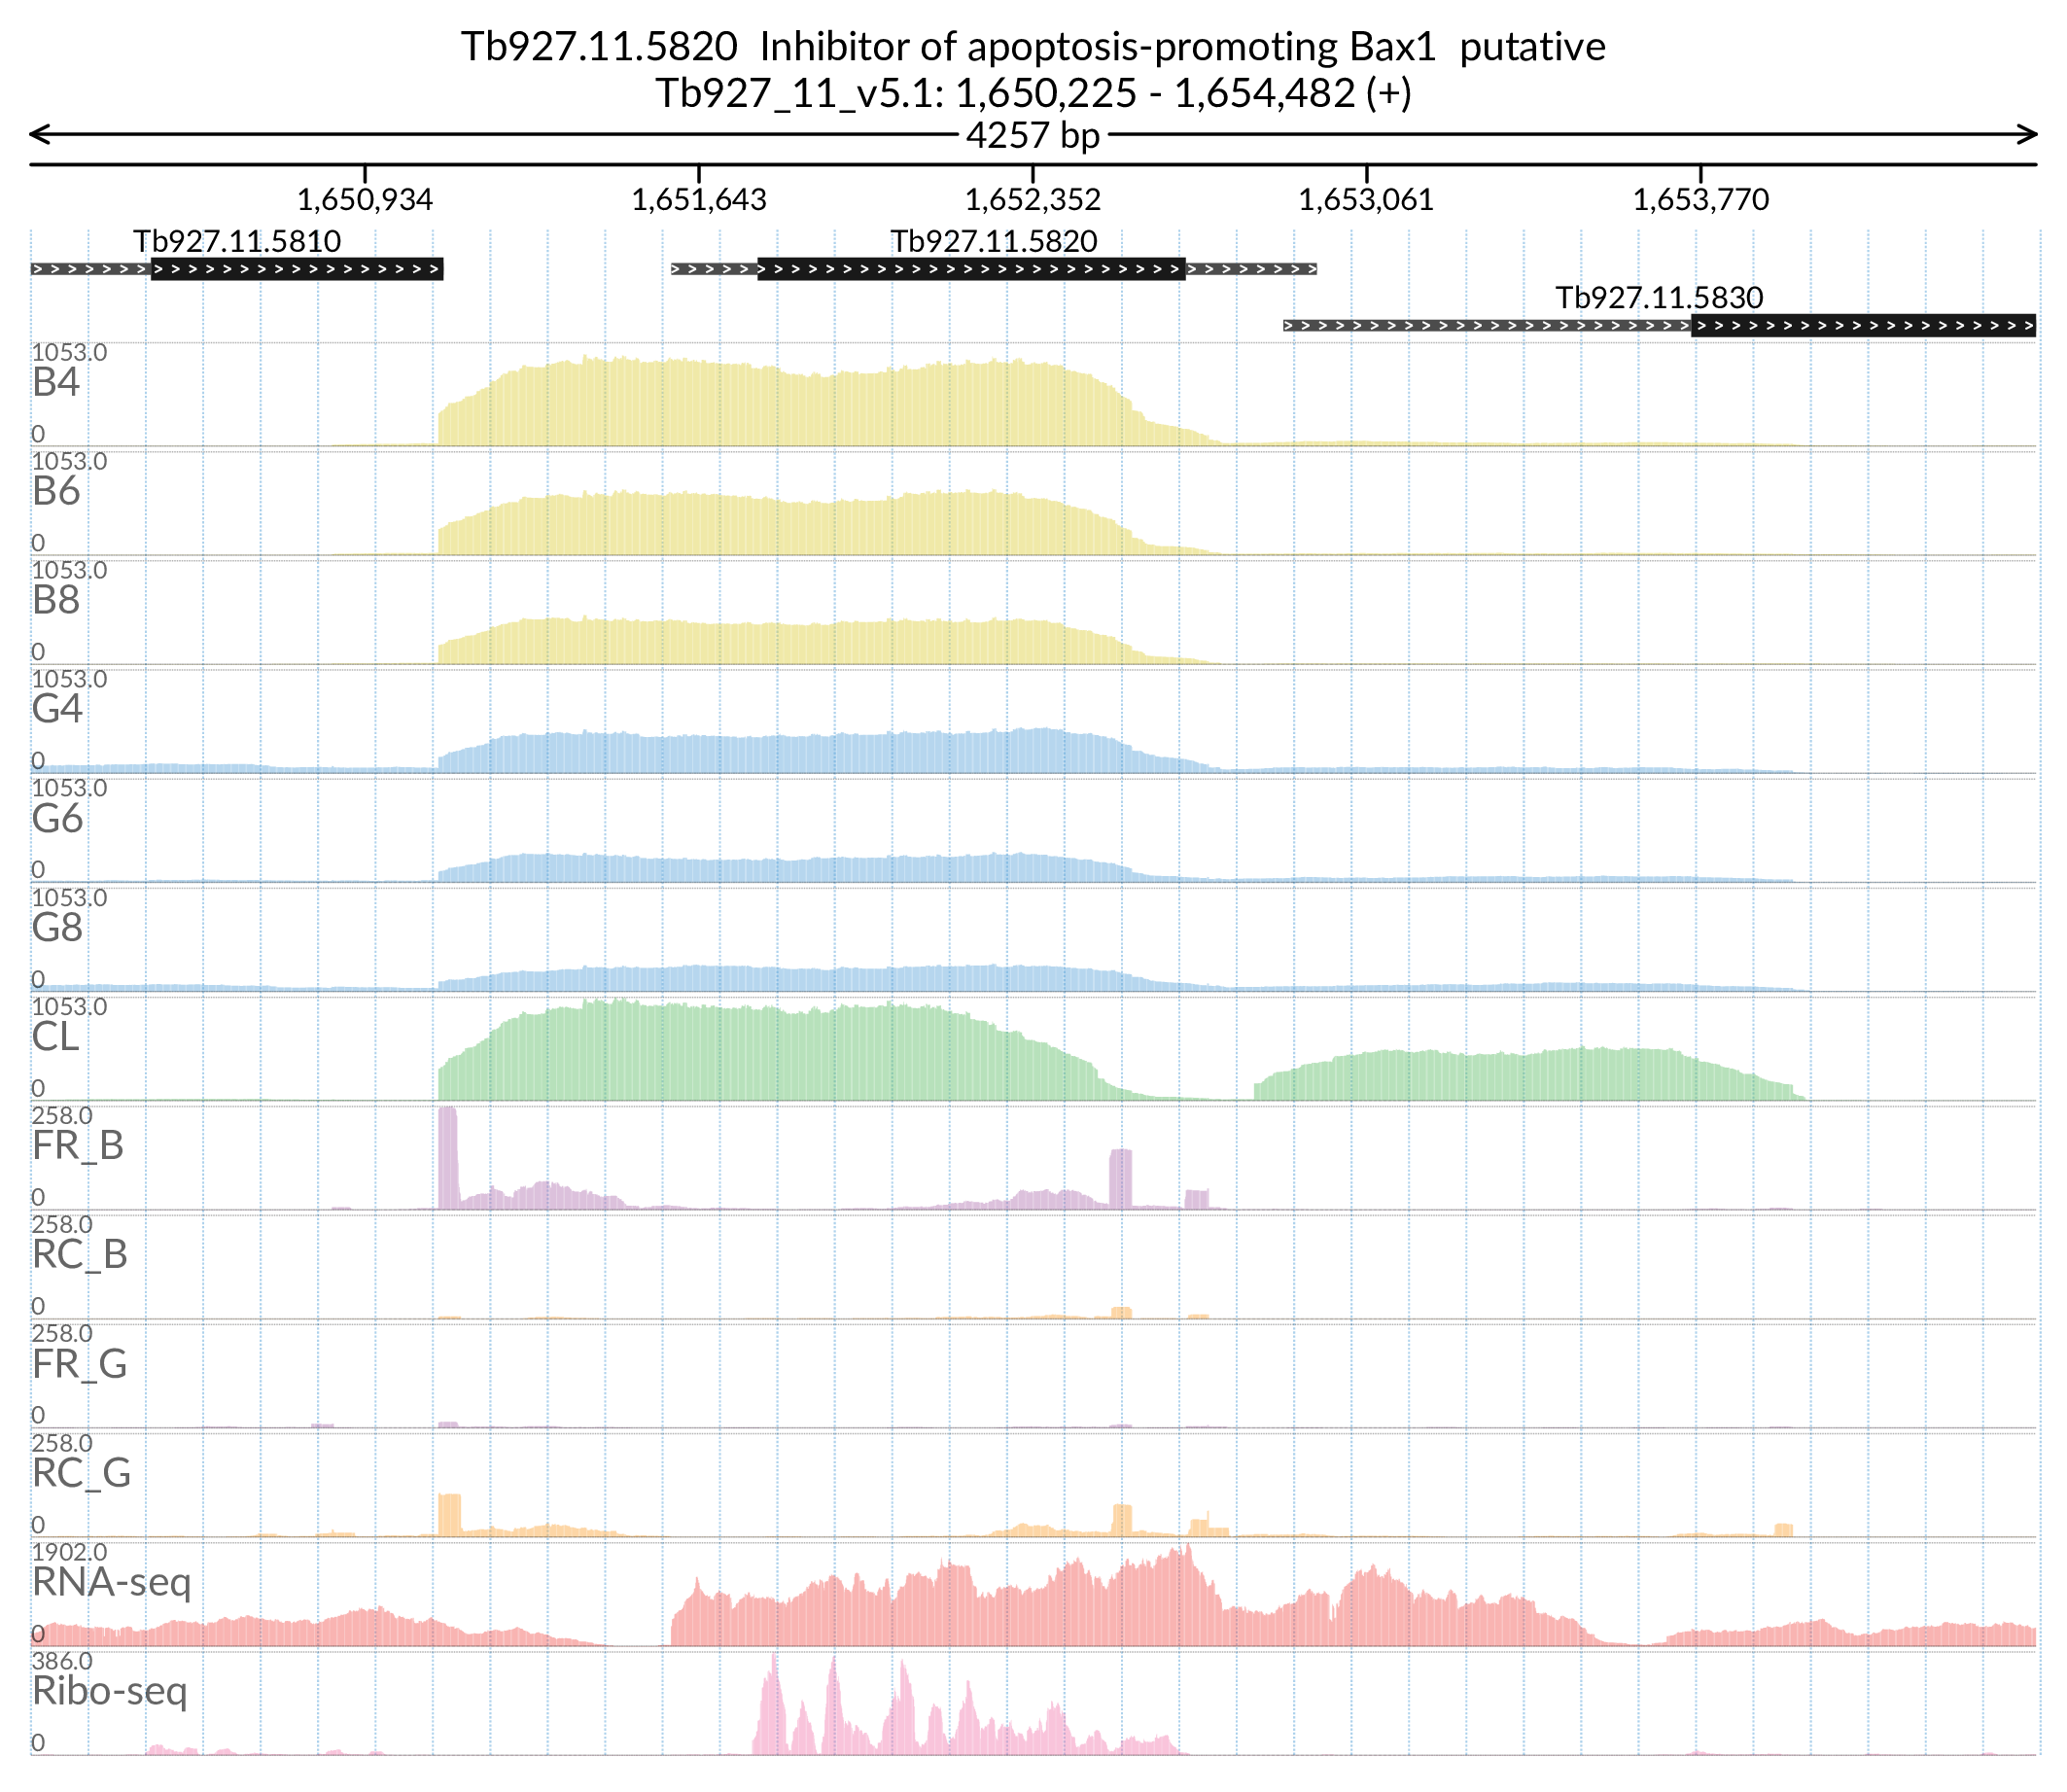 Tb927.11.5820  Inhibitor of apoptosis-promoting Bax1  putative
Tb927_11_v5.1: 1,650,225 - 1,654,482 (+)
4257 bp
1,650,934 1,651,643 1,652,352 1,653,061 1,653,770
Tb927.11.5810 Tb927.11.5820
Tb927.11.5830
1053.0
B4
0
1053.0
B6
0
1053.0
B8
0
1053.0
G4
0
1053.0
G6
0
1053.0
G8
0
1053.0
CL
0
258.0
FR_B
0
258.0
RC_B
0
258.0
FR_G
0
258.0
RC_G
0
1902.0
RNA-seq
0
386.0
Ribo-seq
0